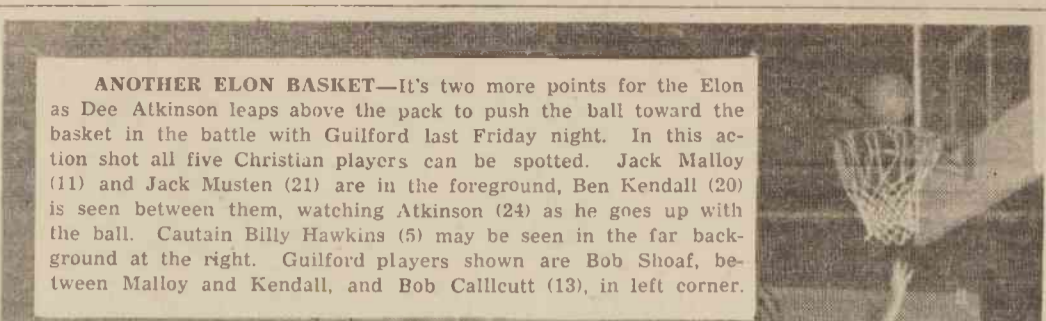 ANOTHER ELON BASKET—It's two more points for the Elon
as Dee Atkinson leaps above the pack to push the ball toward the
basket in the battle with Guilford last Friday night. In this ac-
tion shot all five Christian players can be spotted. Jack Malloy
(11) and Jack Musten (21) are in the foreground, Ben Kendall (20)
is seen between them, watching Atkinson (24) as he goes up with
the ball. Cautain Billy Hawkins (5) may be seen in the far back-
ground at the right. Guilford players shown are Bob Shoaf, be-
tween Malloy and Kendall, and Bob Calllcutt (13), in left corner.